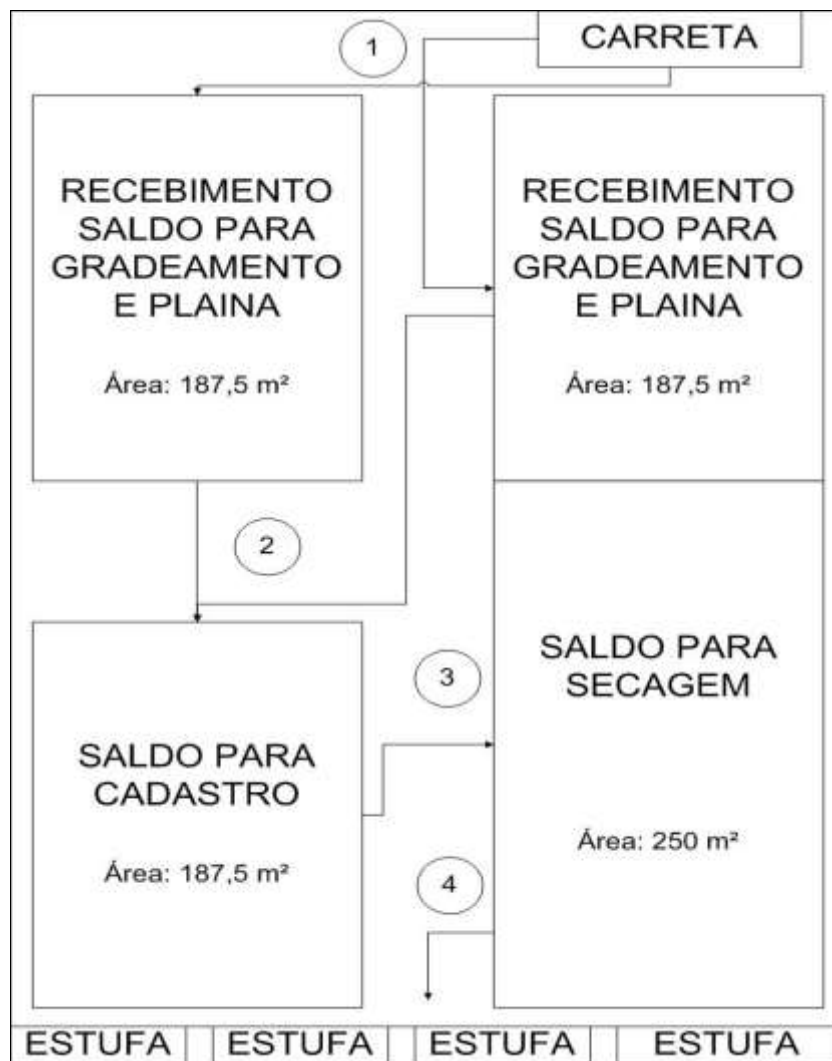 1
CARRETA
RECEBIMENTO
SALDO PARA
GRADEAMENTO
E PLAINA
Área: 187,5 m²
RECEBIMENTO
SALDO PARA
GRADEAMENTO
E PLAINA
Área: 187,5 m²
2
3
SALDO PARA
SECAGEM
Área: 250 m²
SALDO PARA
CADASTRO
Área: 187,5 m²
4
ESTUFA
ESTUFA
ESTUFA
ESTUFA